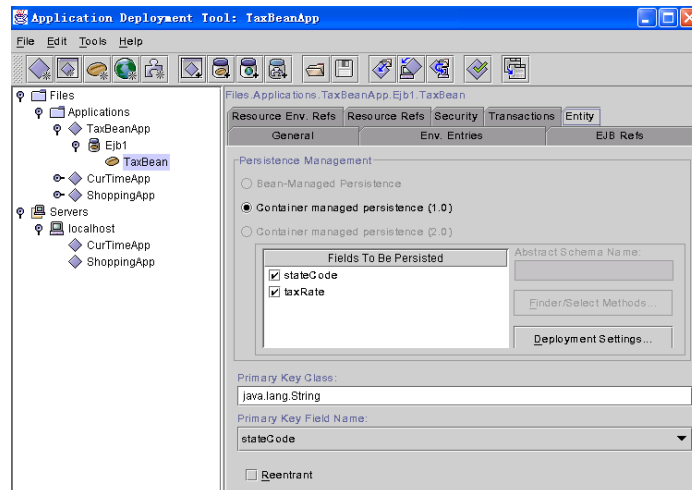 Application Deployment Tool: TaxBeanApp
File Edit Tools Help
Files
Applications
TaxBeanApp
Ejb1
TaxBean
CurTimeApp
ShoppingApp
Servers
localhost
CurTimeApp
ShoppingApp
Files.Applications.TaxBeanApp.Ejb1.TaxBean
Resource Env. Refs Resource Refs Security Transactions Entity
General Env. Entries EJB Refs
Persistence Management
Bean-Managed Persistence
Container managed persistence (1.0)
Container managed persistence (2.0)
Fields To Be Persisted
stateCode
taxRate
Abstract Schema Name:
Finder/Select Methods...
Deployment Settings...
Primary Key Class:
java.lang.String
Primary Key Field Name:
stateCode
Reentrant